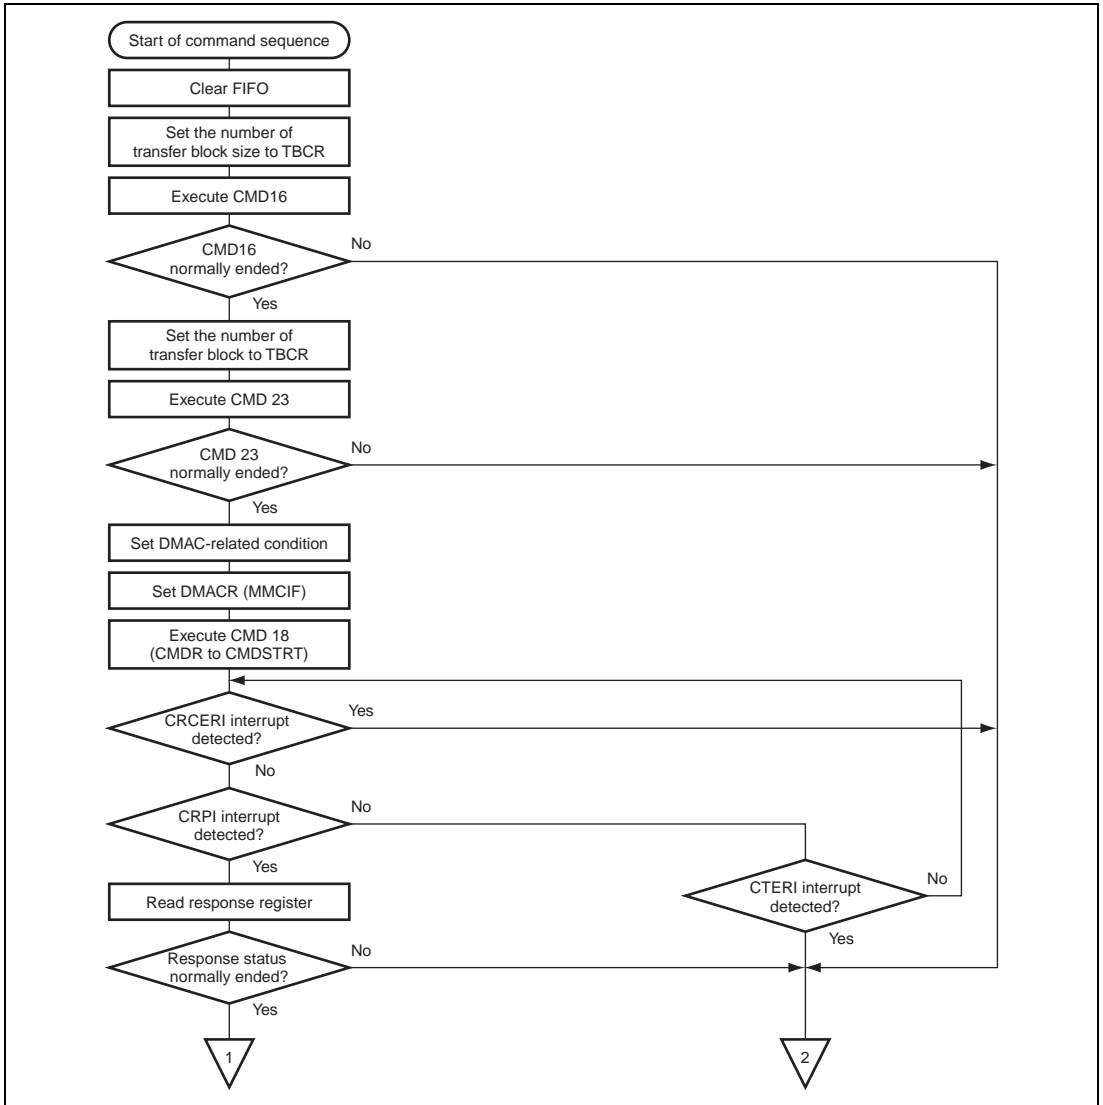 Start of command sequence
Clear FIFO
Set the number of
transfer block size to TBCR
Execute CMD16
CMD16
normally ended?
No
Yes
Set the number of
transfer block to TBCR
Execute CMD 23
CMD 23
normally ended?
No
Yes
Set DMAC-related condition
Set DMACR (MMCIF)
Execute CMD 18
(CMDR to CMDSTRT)
CRCERI interrupt
detected?
Yes
No
CRPI interrupt
detected?
No
Yes
CTERI interrupt
detected?
No
Yes
Read response register
Response status
normally ended?
No
Yes
1
2